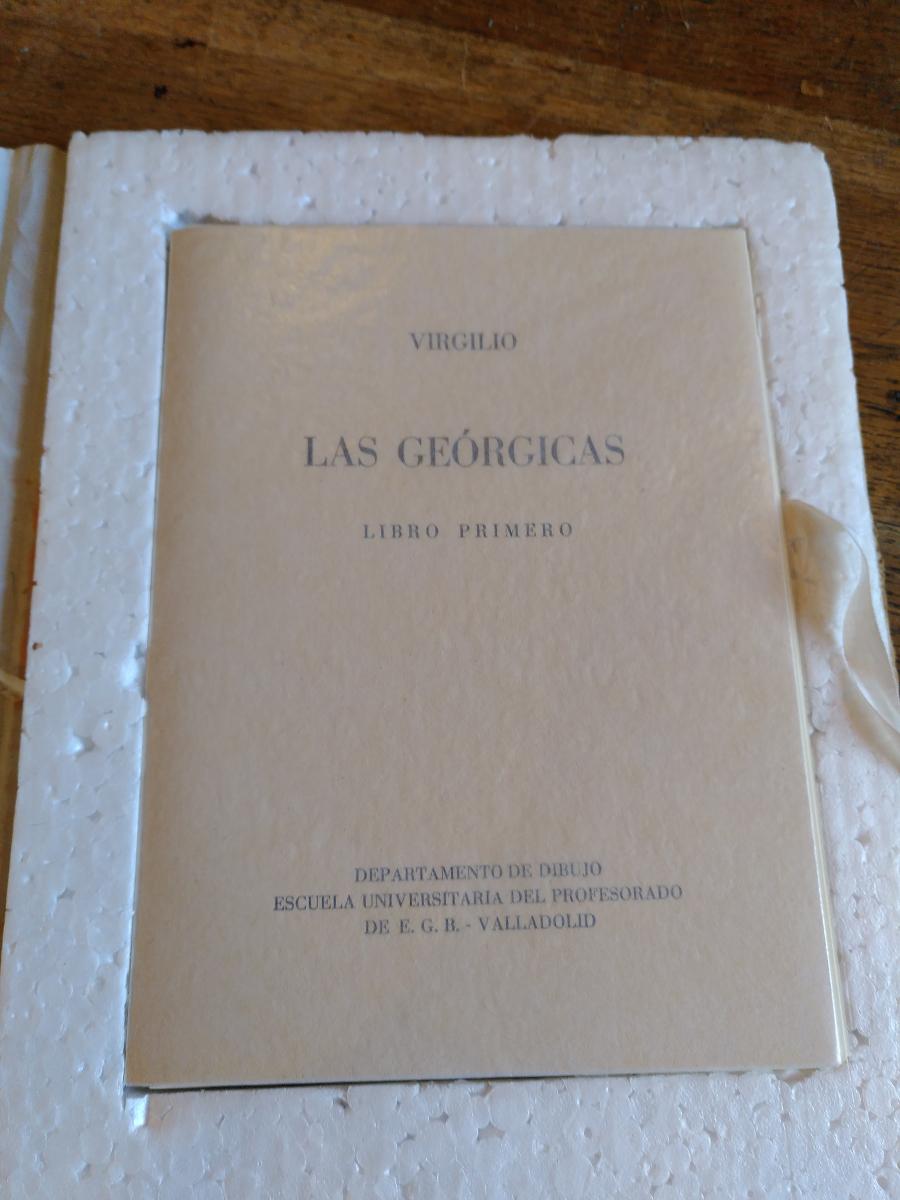 VIRGILIO
LAS GEÓRGICAS
LIBRO PRIMERO
DEPARTAMENTO DE DIBUJO
ESCUELA UNIVERSITARIA DEL PROFESORADO
DE E. G. B. - VALLADOLID